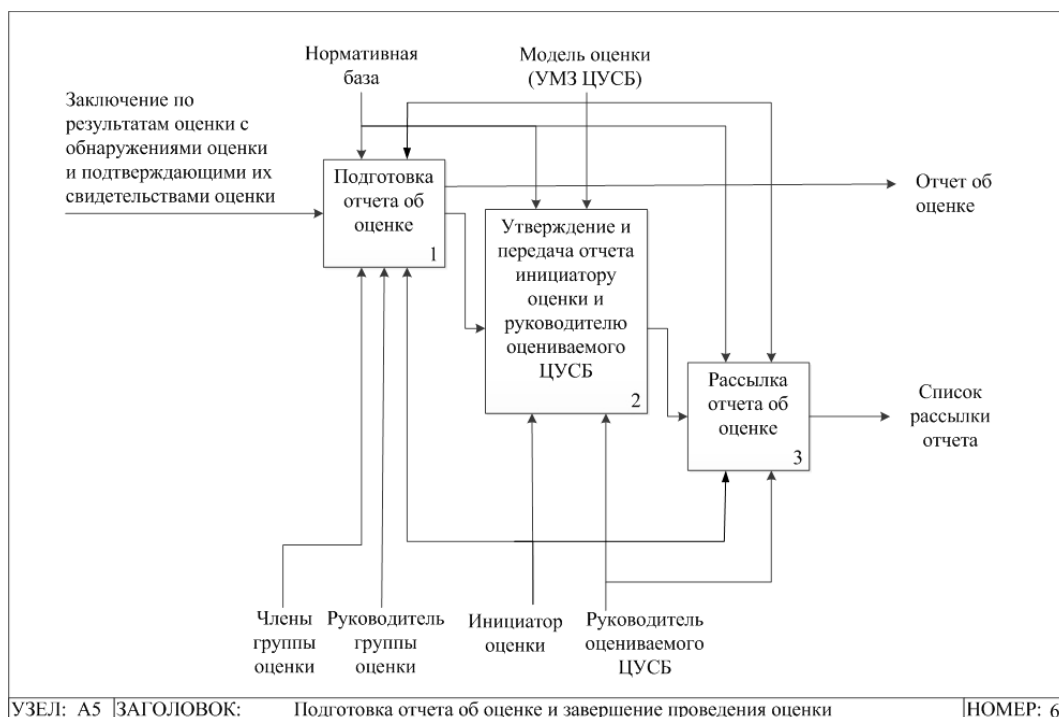 Нормативная
база
Модель оценки
(УМЗ ЦУСБ)
Заключение по
результатам оценки с
обнаружениями оценки
и подтверждающими их
свидетельствами оценки
Подготовка
отчета об
оценке
1
Отчет об
оценке
Утверждение и
передача отчета
инициатору
оценки и
руководителю
оцениваемого
ЦУСБ
2
Рассылка
отчета об
оценке
3
Список
рассылки
отчета
Члены
группы
оценки
Руководитель
группы
оценки
Инициатор
оценки
Руководитель
оцениваемого
ЦУСБ
УЗЕЛ: А5 ЗАГОЛОВОК: Подготовка отчета об оценке и завершение проведения оценки НОМЕР: 6